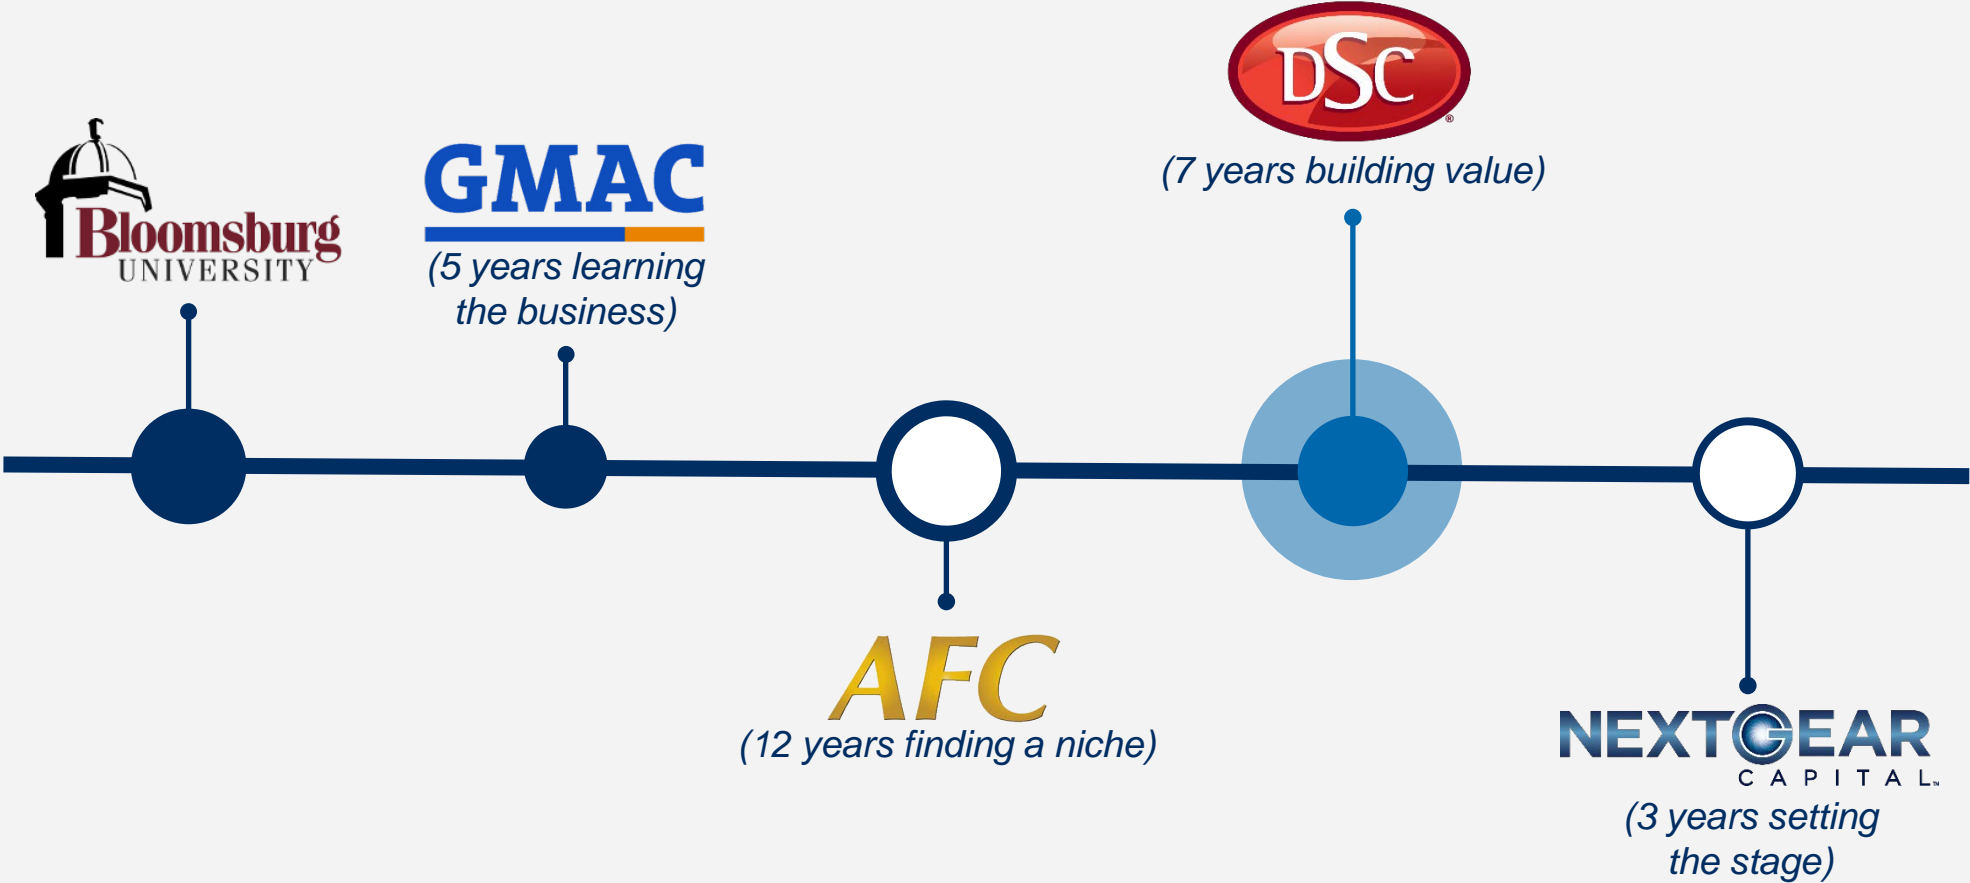 Bloomsburg
UNIVERSITY
GMAC
(5 years learning
the business)
AFC
(12 years finding a niche)
DSC
®
(7 years building value)
NEXTGEAR
CAPITAL™
(3 years setting
the stage)